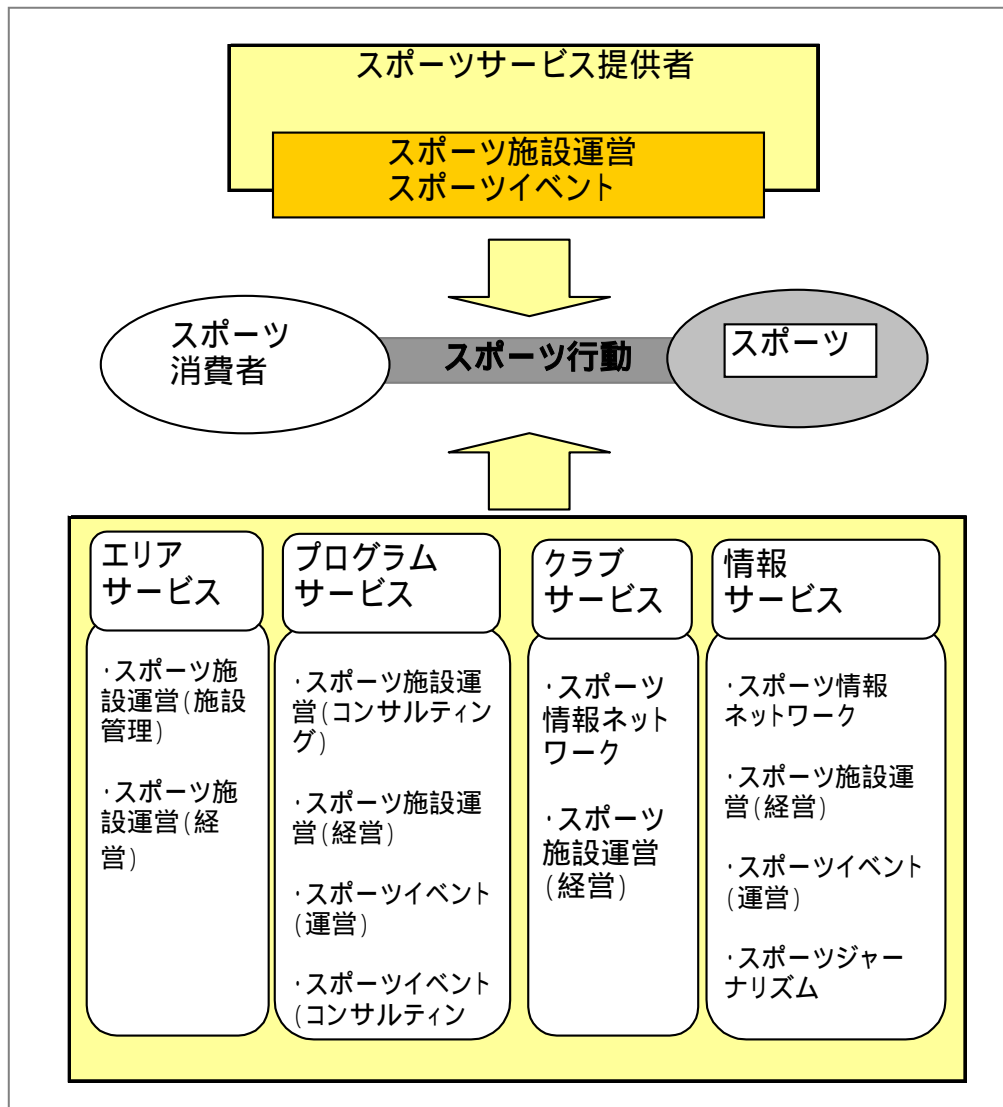 スポーツサービス提供者
スポーツ施設運営
スポーツイベント
スポーツ
消費者
スポーツ行動
スポーツ
エリア
サービス
・スポーツ施
設運営(施設
管理)
・スポーツ施
設運営(経
営)
プログラム
サービス
・スポーツ施設運
営(コンサルティン
グ)
・スポーツ施設運
営(経営)
・スポーツイベント
(運営)
・スポーツイベント
(コンサルティン
クラブ
サービス
・スポーツ
情報ネット
ワーク
・スポーツ
施設運営
(経営)
情報
サービス
・スポーツ情報
ネットワーク
・スポーツ施設運
営(経営)
・スポーツイベント
(運営)
・スポーツジャー
ナリズム